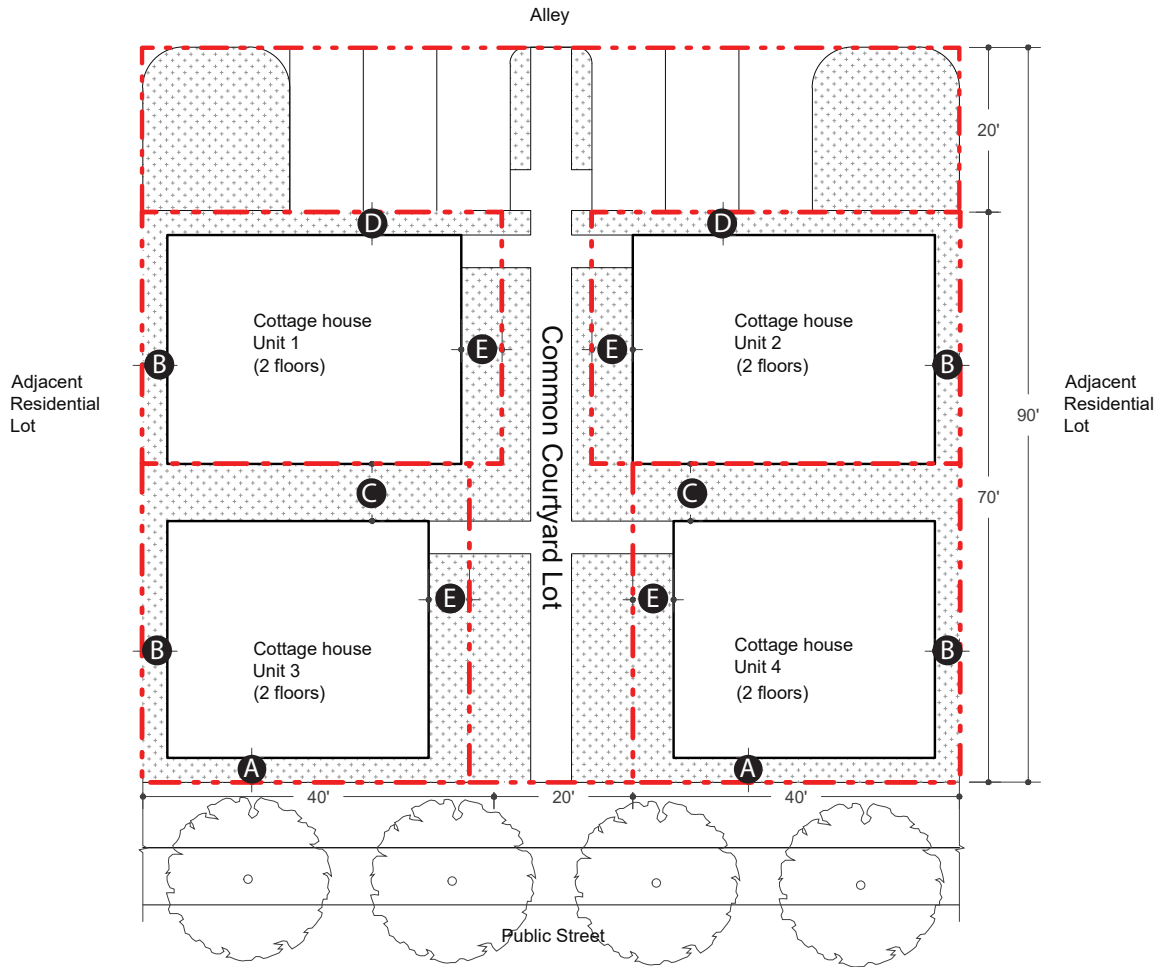 Alley
20'
D
D
Cottage house
Unit 1
(2 floors)
Cottage house
Unit 2
(2 floors)
E
E
B
B
Adjacent
Residential
Lot
Adjacent
Residential
Lot
Common Courtyard Lot
90'
70'
C
C
E
E
Cottage house
Unit 3
(2 floors)
Cottage house
Unit 4
(2 floors)
B
B
A
A
40'
20'
40'
Public Street